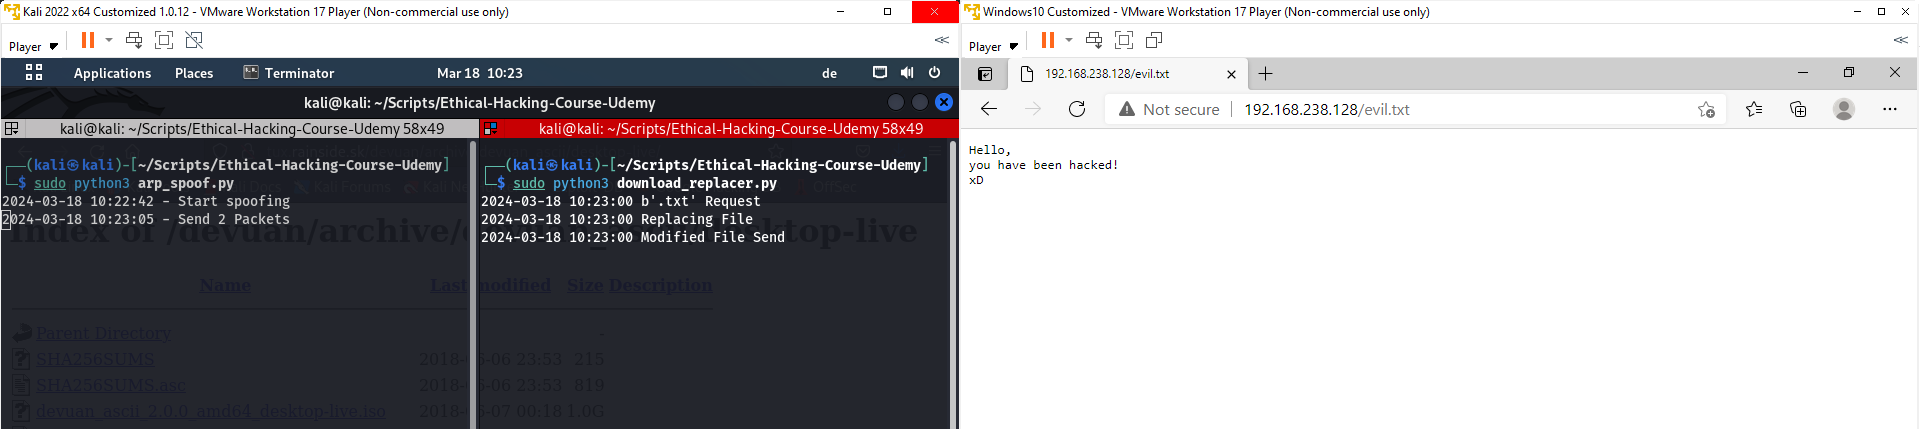 Kali 2022 x64 Customized 1.0.12 - VMware Workstation 17 Player (Non-commercial use only)
Player
Applications Places Terminator Mar 18 10:23 de
kali@kali: ~/Scripts/Ethical-Hacking-Course-Udemy
kali@kali: ~/Scripts/Ethical-Hacking-Course-Udemy 58x49
(kali㉿kali)-[~/Scripts/Ethical-Hacking-Course-Udemy]
$ sudo python3 arp_spoof.py
2024-03-18 10:22:42 - Start spoofing
2024-03-18 10:23:05 - Send 2 Packets
kali@kali: ~/Scripts/Ethical-Hacking-Course-Udemy 58x49
(kali㉿kali)-[~/Scripts/Ethical-Hacking-Course-Udemy]
$ sudo python3 download_replacer.py
2024-03-18 10:23:00 b'.txt' Request
2024-03-18 10:23:00 Replacing File
2024-03-18 10:23:00 Modified File Send
Index of /devuan/archive/devuan_ascii/desktop-live
Name Last modified Size Description
Parent Directory -
SHA256SUMS 2018-06-06 23:53 215
SHA256SUMS.asc 2018-06-06 23:53 819
devuan_ascii_2.0.0_amd64_desktop-live.iso 2018-06-07 00:18 1.0G
Windows10 Customized - VMware Workstation 17 Player (Non-commercial use only)
Player
192.168.238.128/evil.txt
Not secure 192.168.238.128/evil.txt
Hello,
you have been hacked!
xD